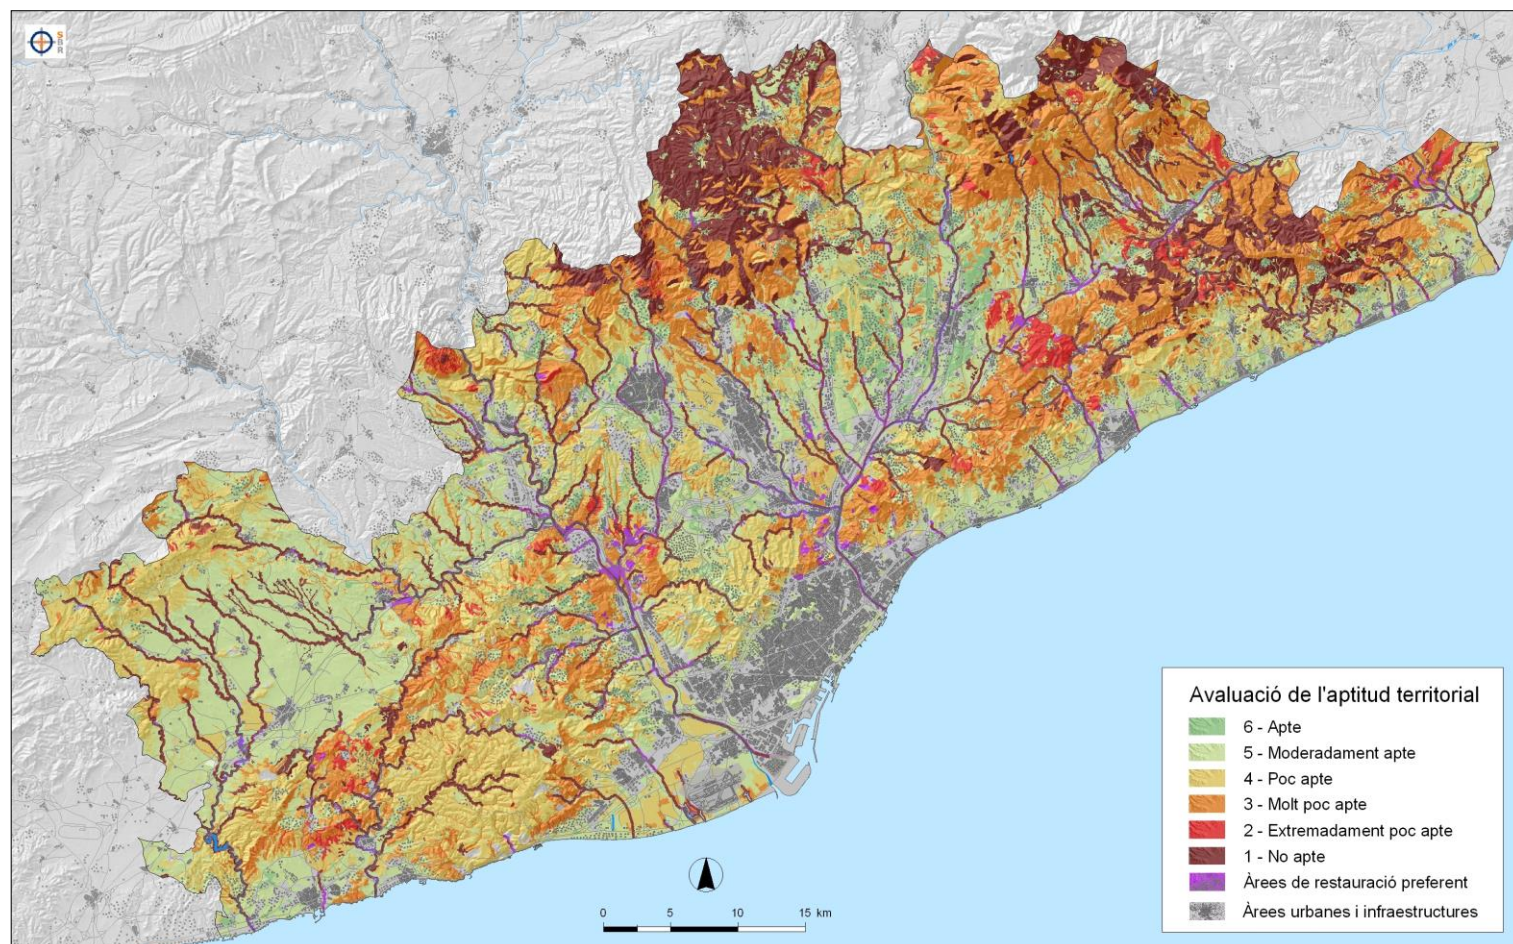 S
B
R
Avaluació de l'aptitud territorial
6 - Apte
5 - Moderadament apte
4 - Poc apte
3 - Molt poc apte
2 - Extremadament poc apte
1 - No apte
Àrees de restauració preferent
Àrees urbanes i infraestructures
0 5 10 15 km